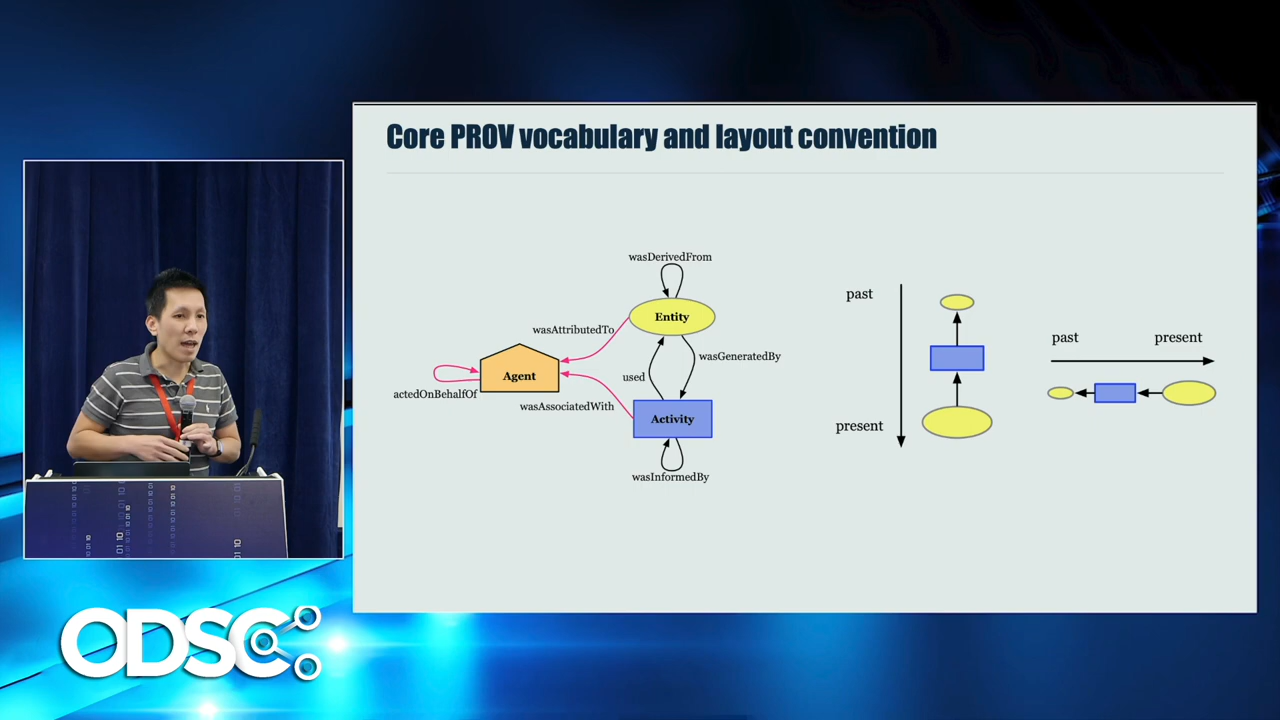 Core PROV vocabulary and layout convention
wasDerivedFrom
Entity
wasAttributedTo
wasGeneratedBy
used
Agent
actedOnBehalfOf
wasAssociatedWith
Activity
wasInformedBy
past
present
past
present
ODSC